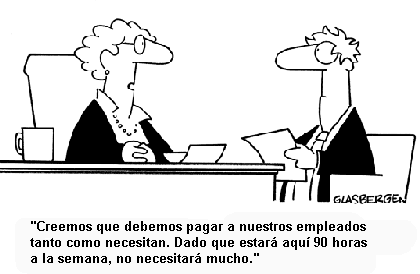 GLASBERGEN
"Creemos que debemos pagar a nuestros empleados
tanto como necesitan. Dado que estará aquí 90 horas
a la semana, no necesitará mucho."